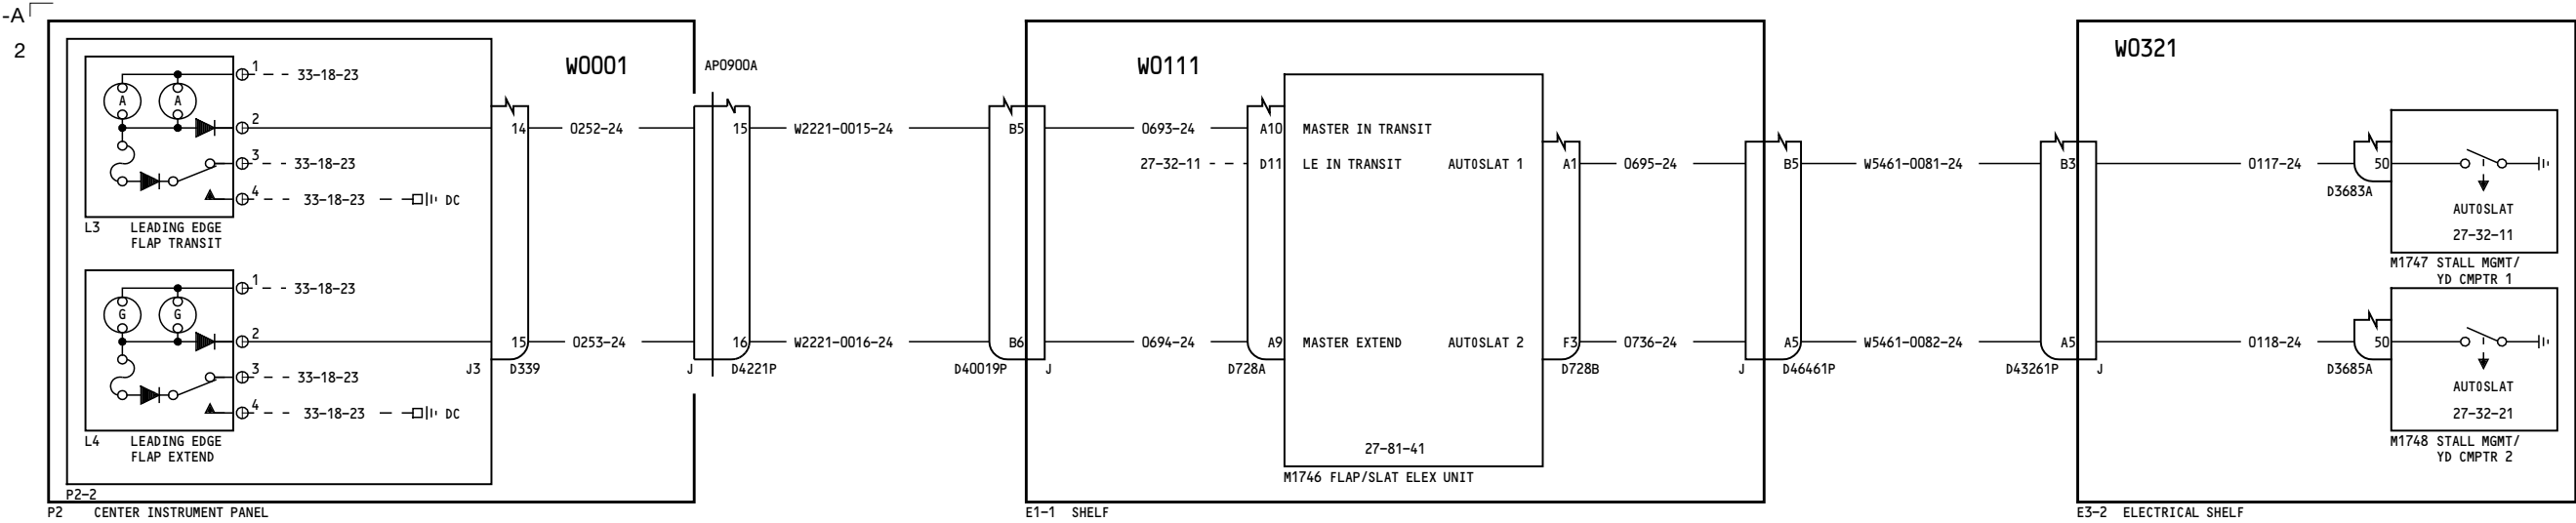 -A
2
W0001
AP0900A
W0111
W0321
A A
1 33-18-23
2
3 33-18-23
4 33-18-23 DC
L3 LEADING EDGE
FLAP TRANSIT
14 0252-24
15 W2221-0015-24 B5
0693-24 A10 MASTER IN TRANSIT
27-32-11 D11 LE IN TRANSIT AUTOSLAT 1 A1 0695-24
B5 W5461-0081-24 B3
0117-24 50
D3683A
AUTOSLAT
27-32-11
M1747 STALL MGMT/
YD CMPTR 1
G G
1 33-18-23
2
3 33-18-23
4 33-18-23 DC
L4 LEADING EDGE
FLAP EXTEND
15 0253-24
16 W2221-0016-24 B6
0694-24 A9 MASTER EXTEND AUTOSLAT 2 F3 0736-24
A5 W5461-0082-24 A5
0118-24 50
J3 D339
J D4221P
D40019P J
D728A
D728B
J D46461P
D43261P J
D3685A
AUTOSLAT
27-32-21
M1748 STALL MGMT/
YD CMPTR 2
27-81-41
M1746 FLAP/SLAT ELEX UNIT
P2-2
P2 CENTER INSTRUMENT PANEL
E1-1 SHELF
E3-2 ELECTRICAL SHELF